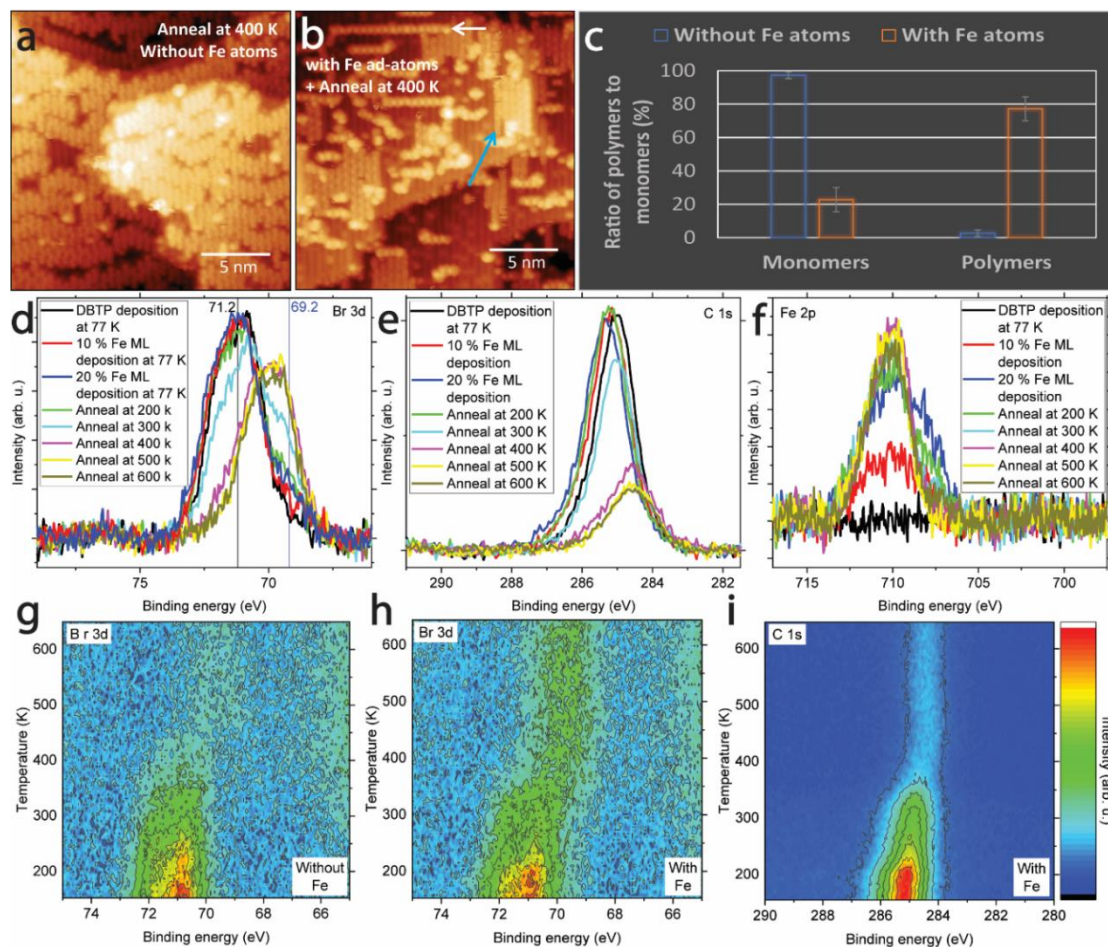 a
Anneal at 400 K
Without Fe atoms
5 nm
b
with Fe ad-atoms
+ Anneal at 400 K
5 nm
c
Without Fe atoms
With Fe atoms
Ratio of polymers to
monomers (%)
100
80
60
40
20
0
Monomers
Polymers
d
DBTP deposition
at 77 K
10 % Fe ML
deposition at 77 K
20 % Fe ML
deposition at 77 K
Anneal at 200 k
Anneal at 300 k
Anneal at 400 k
Anneal at 500 k
Anneal at 600 k
71.2
69.2
Br 3d
Intensity (arb. u.)
75
70
Binding energy (eV)
e
DBTP deposition
at 77 K
10 % Fe ML
deposition
20 % Fe ML
deposition
Anneal at 200 K
Anneal at 300 K
Anneal at 400 K
Anneal at 500 K
Anneal at 600 K
C 1s
Intensity (arb. u.)
290
288
286
284
282
Binding energy (eV)
f
Fe 2p
DBTP deposition
at 77 K
10 % Fe ML
deposition
20 % Fe ML
deposition
Anneal at 200 K
Anneal at 300 K
Anneal at 400 K
Anneal at 500 K
Anneal at 600 K
Intensity (arb. u.)
715
710
705
700
Binding energy (eV)
g
B r 3d
Temperature (K)
600
500
400
300
200
Without
Fe
74
72
70
68
66
Binding energy (eV)
h
Br 3d
Temperature (K)
600
500
400
300
200
With
Fe
74
72
70
68
66
Binding energy (eV)
i
C 1s
Temperature (K)
600
500
400
300
200
With
Fe
290
288
286
284
282
280
Binding energy (eV)
Intensity (arb. u.)